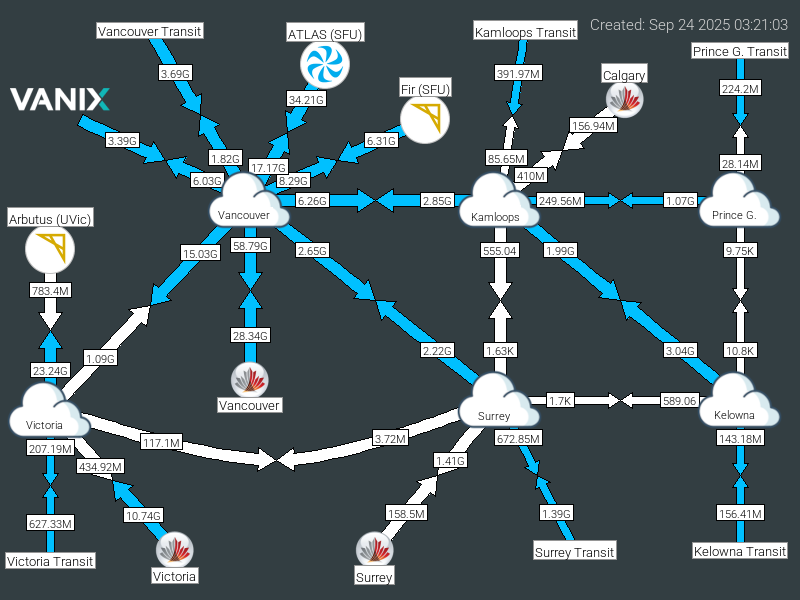 Created: Sep 24 2025 03:21:03
Vancouver Transit
ATLAS (SFU)
Kamloops Transit
Prince G. Transit
3.69G
391.97M
Calgary
224.2M
VANIX
34.21G
Fir (SFU)
3.39G
6.31G
156.94M
1.82G
17.17G
85.65M
28.14M
6.03G
8.29G
410M
6.26G
2.85G
249.56M
1.07G
Vancouver
Kamloops
Prince G.
Arbutus (UVic)
15.03G
58.79G
2.65G
555.04
1.99G
9.75K
783.4M
28.34G
1.09G
2.22G
1.63K
3.04G
10.8K
23.24G
Vancouver
1.7K
589.06
Victoria
Surrey
Kelowna
207.19M
117.1M
3.72M
672.85M
143.18M
434.92M
1.41G
627.33M
10.74G
158.5M
1.39G
156.41M
Victoria Transit
Victoria
Surrey
Surrey Transit
Kelowna Transit